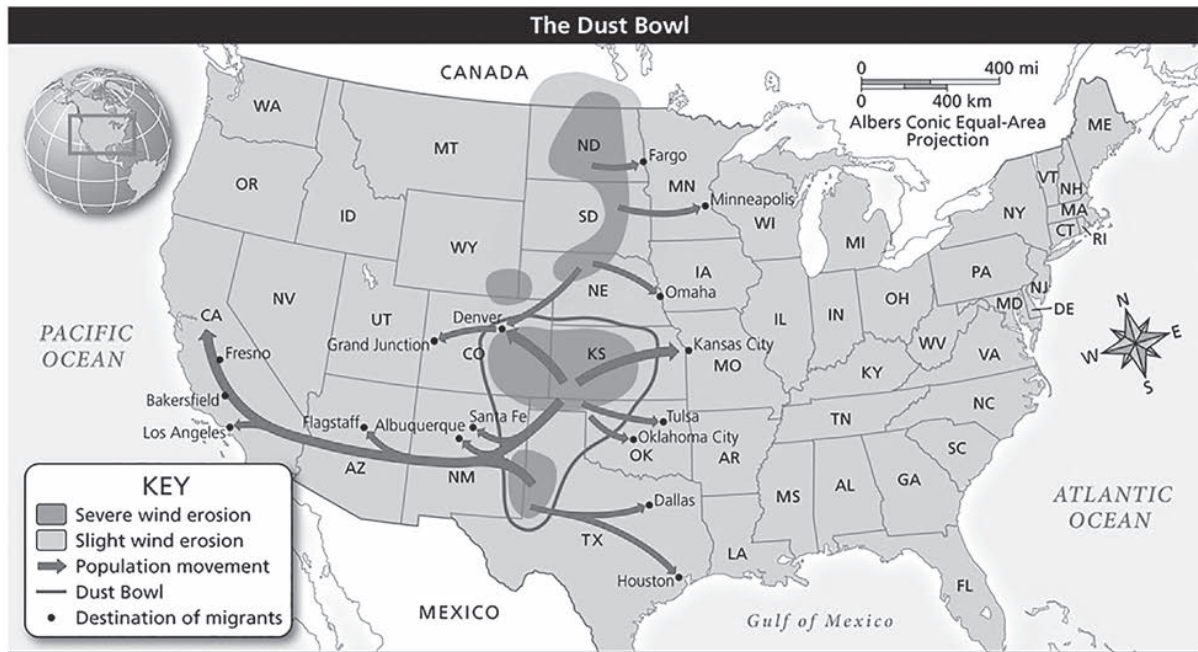 The Dust Bowl
CANADA
0 400 mi
0 400 km
Albers Conic Equal-Area
Projection
WA
MT
ND
Fargo
MN
ME
VT
NH
OR
ID
SD
Minneapolis
WI
MI
NY
MA
CT
RI
WY
IA
PA
NJ
NE
Omaha
OH
MD
DE
NV
UT
Denver
IL
IN
CA
PACIFIC
OCEAN
Grand Junction
CO
KS
Kansas City
MO
WV
VA
N
E
W
S
Fresno
KY
Bakersfield
Los Angeles
Flagstaff
Albuquerque
Santa Fe
Tulsa
Oklahoma City
OK
TN
NC
AR
SC
AZ
NM
MS
AL
GA
ATLANTIC
OCEAN
Dallas
TX
LA
Houston
FL
MEXICO
Gulf of Mexico
KEY
Severe wind erosion
Slight wind erosion
Population movement
Dust Bowl
Destination of migrants